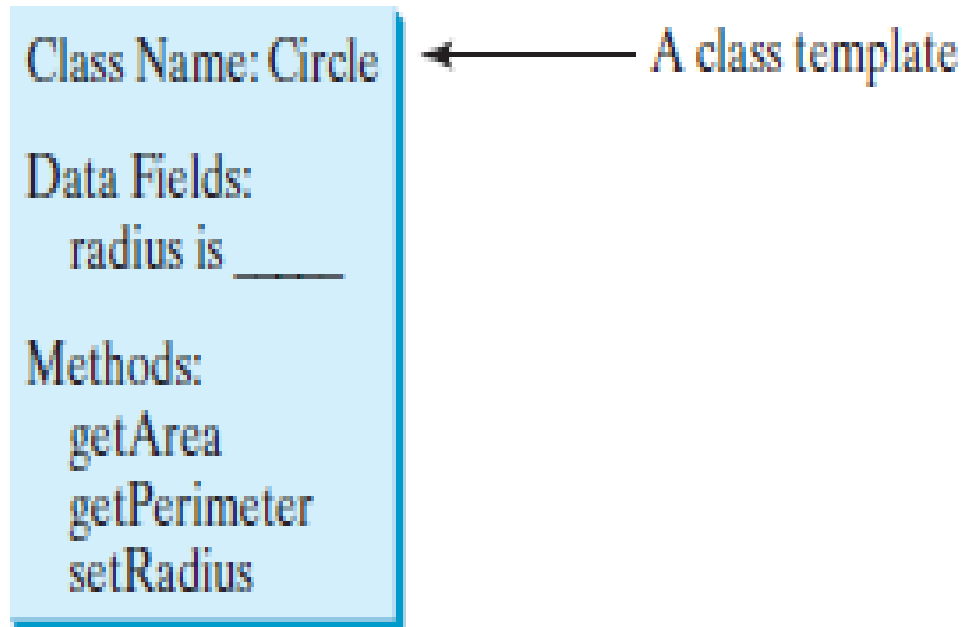 Class Name: Circle
A class template
Data Fields:
radius is _____
Methods:
getArea
getPerimeter
setRadius